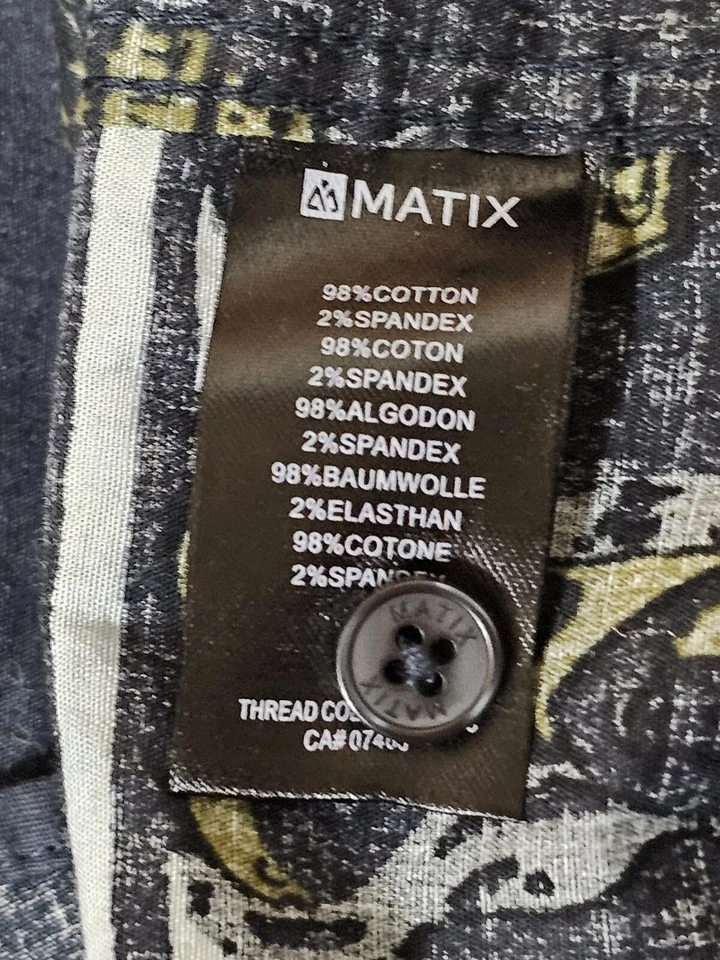 MATIX
98%COTTON
2%SPANDEX
98%COTON
2%SPANDEX
98%ALGODON
2%SPANDEX
98%BAUMWOLLE
2%ELASTHAN
98%COTONE
MATIX
MATIX
THREAD